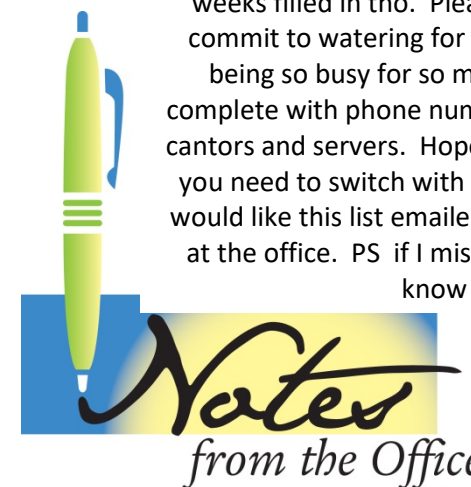 weeks filled in tho. Plea
commit to watering for
being so busy for so m
complete with phone num
cantors and servers. Hope
you need to switch with
would like this list emaile
at the office. PS if I mis
know
Notes
from the Office